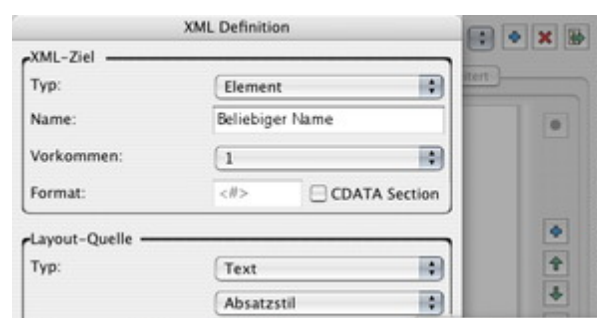 XML Definition
XML-Ziel
Typ: Element
Name: Beliebiger Name
Vorkommen: 1
Format: <#> CDATA Section
Layout-Quelle
Typ: Text
Absatzstil